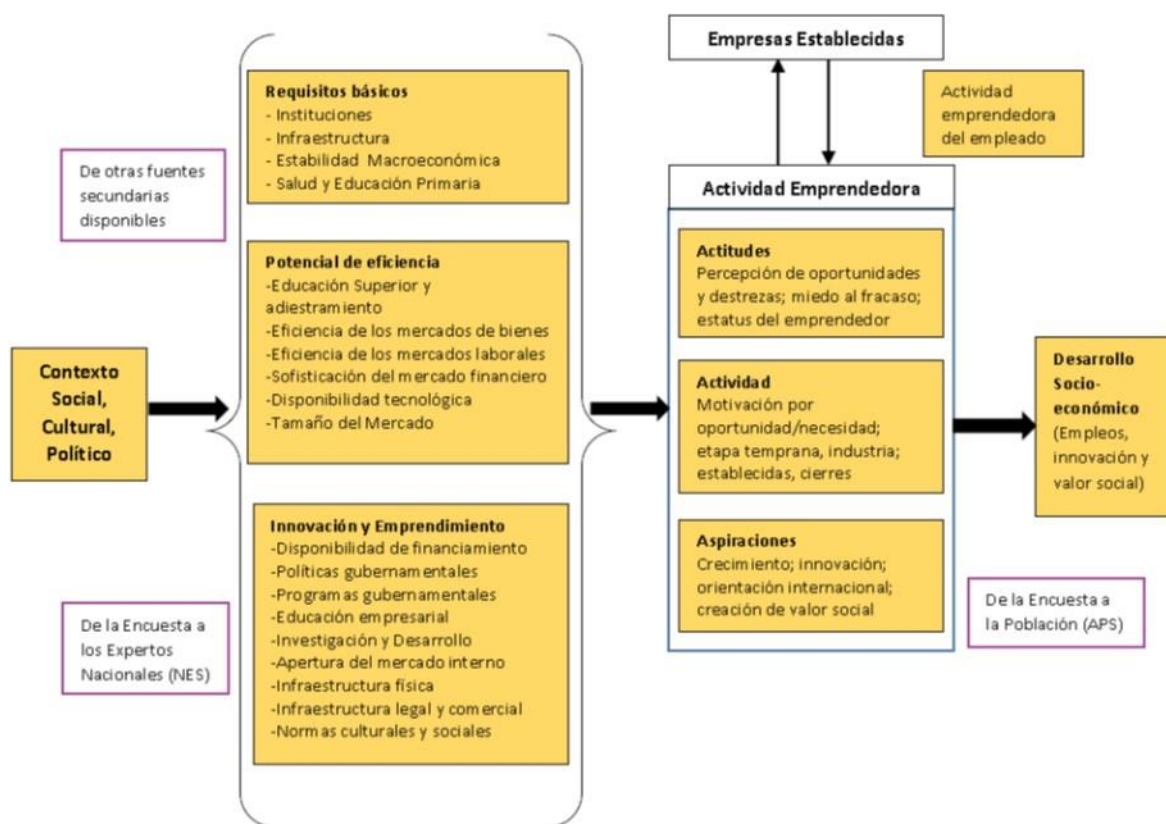 Contexto
Social,
Cultural,
Político
De otras fuentes
secundarias
disponibles
De la Encuesta a
los Expertos
Nacionales (NES)
Requisitos básicos
- Instituciones
- Infraestructura
- Estabilidad Macroeconómica
- Salud y Educación Primaria
Potencial de eficiencia
-Educación Superior y
adiestramiento
-Eficiencia de los mercados de bienes
-Eficiencia de los mercados laborales
-Sofisticación del mercado financiero
-Disponibilidad tecnológica
-Tamaño del Mercado
Innovación y Emprendimiento
-Disponibilidad de financiamiento
-Políticas gubernamentales
-Programas gubernamentales
-Educación empresarial
-Investigación y Desarrollo
-Apertura del mercado interno
-Infraestructura física
-Infraestructura legal y comercial
-Normas culturales y sociales
Empresas Establecidas
Actividad
emprendedora
del empleado
Actividad Emprendedora
Actitudes
Percepción de oportunidades
y destrezas; miedo al fracaso;
estatus del emprendedor
Actividad
Motivación por
oportunidad/necesidad;
etapa temprana, industria;
establecidas, cierres
Aspiraciones
Crecimiento; innovación;
orientación internacional;
creación de valor social
Desarrollo
Socio-
económico
(Empleos,
innovación y
valor social)
De la Encuesta a
la Población (APS)